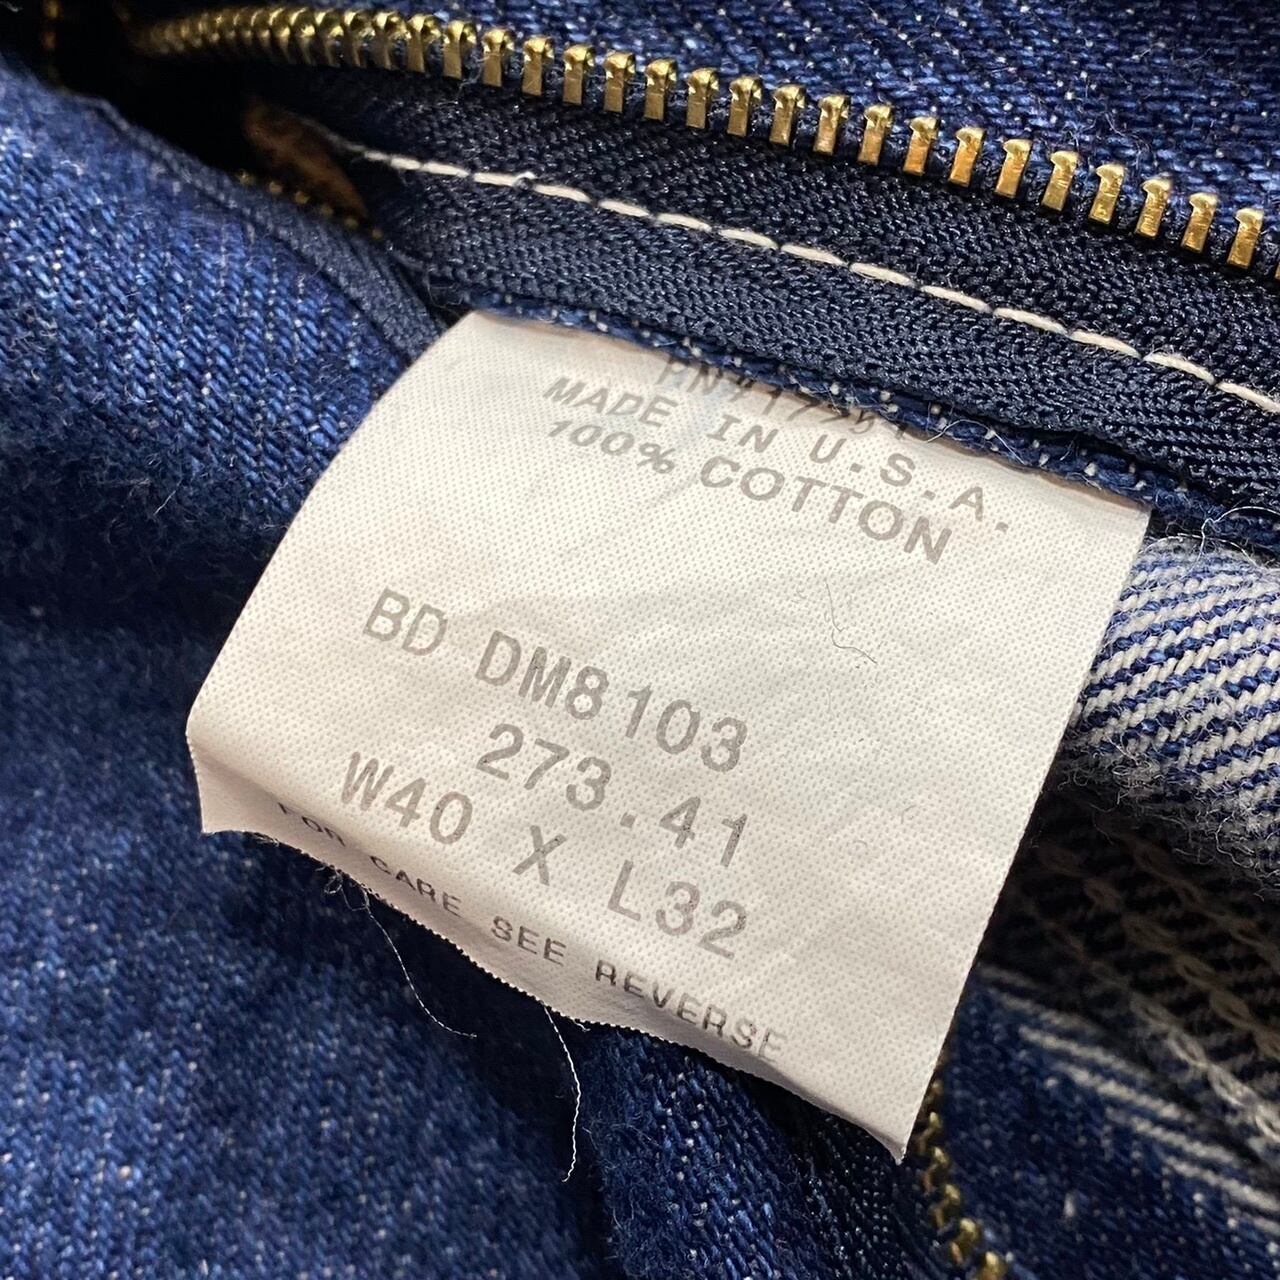 MADE IN U.S.A.
100% COTTON
BD DM8103
273.41
W40 X L32
FOR CARE SEE REVERSE